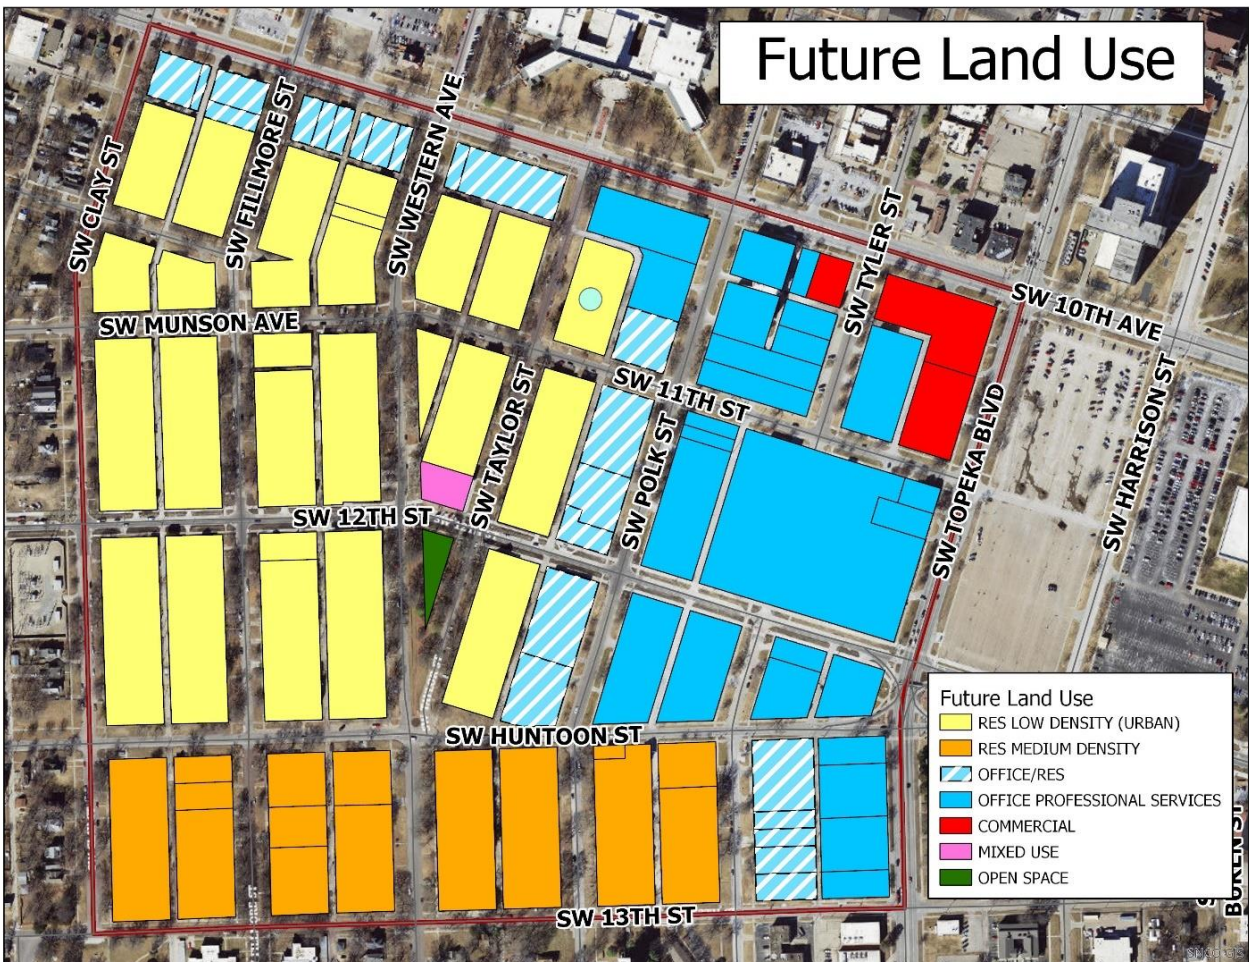 Future Land Use
SW CLAY ST
SW FILLMORE ST
SW WESTERN AVE
SW TYLER ST
SW 10TH AVE
SW MUNSON AVE
SW 11TH ST
SW TAYLOR ST
SW POLK ST
SW TOPEKA BLVD
SW HARRISON ST
SW 12TH ST
SW HUNTOON ST
SW 13TH ST
Future Land Use
RES LOW DENSITY (URBAN)
RES MEDIUM DENSITY
OFFICE/RES
OFFICE PROFESSIONAL SERVICES
COMMERCIAL
MIXED USE
OPEN SPACE